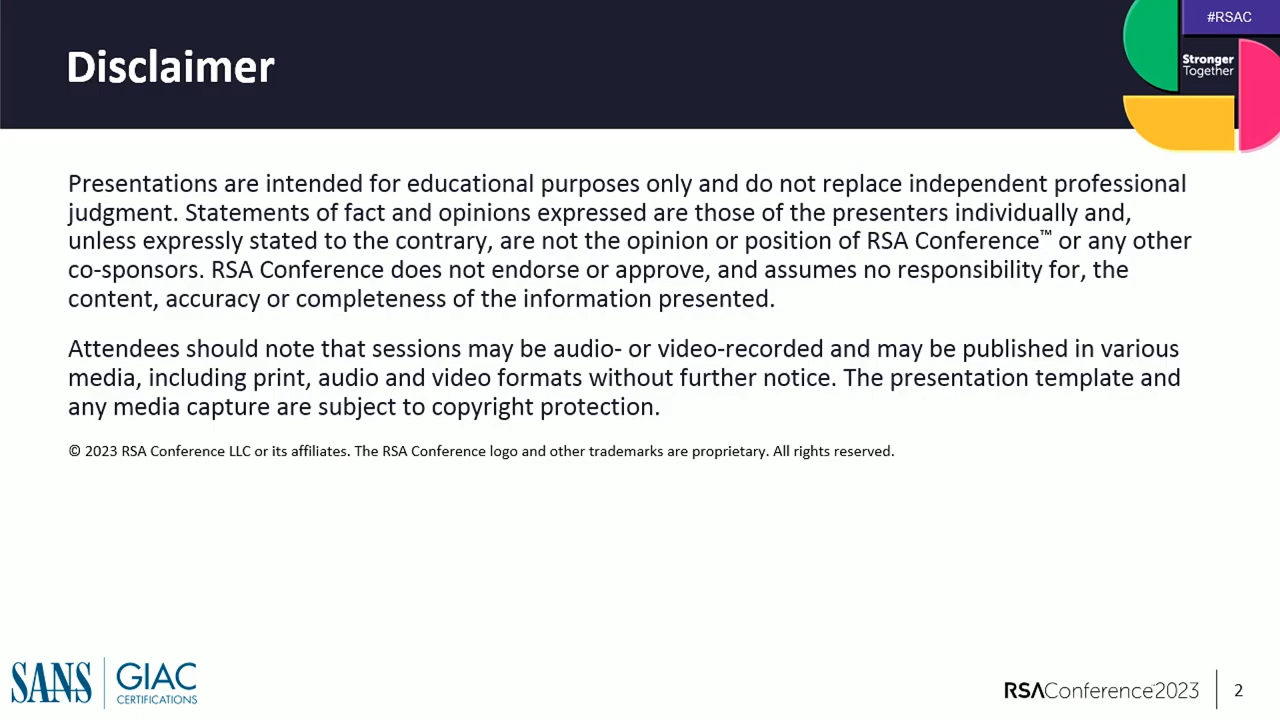 Disclaimer
#RSAC
Stronger
Together
Presentations are intended for educational purposes only and do not replace independent professional
judgment. Statements of fact and opinions expressed are those of the presenters individually and,
unless expressly stated to the contrary, are not the opinion or position of RSA Conference™ or any other
co-sponsors. RSA Conference does not endorse or approve, and assumes no responsibility for, the
content, accuracy or completeness of the information presented.
Attendees should note that sessions may be audio- or video-recorded and may be published in various
media, including print, audio and video formats without further notice. The presentation template and
any media capture are subject to copyright protection.
© 2023 RSA Conference LLC or its affiliates. The RSA Conference logo and other trademarks are proprietary. All rights reserved.
SANS
GIAC
CERTIFICATIONS
RSAConference2023
2